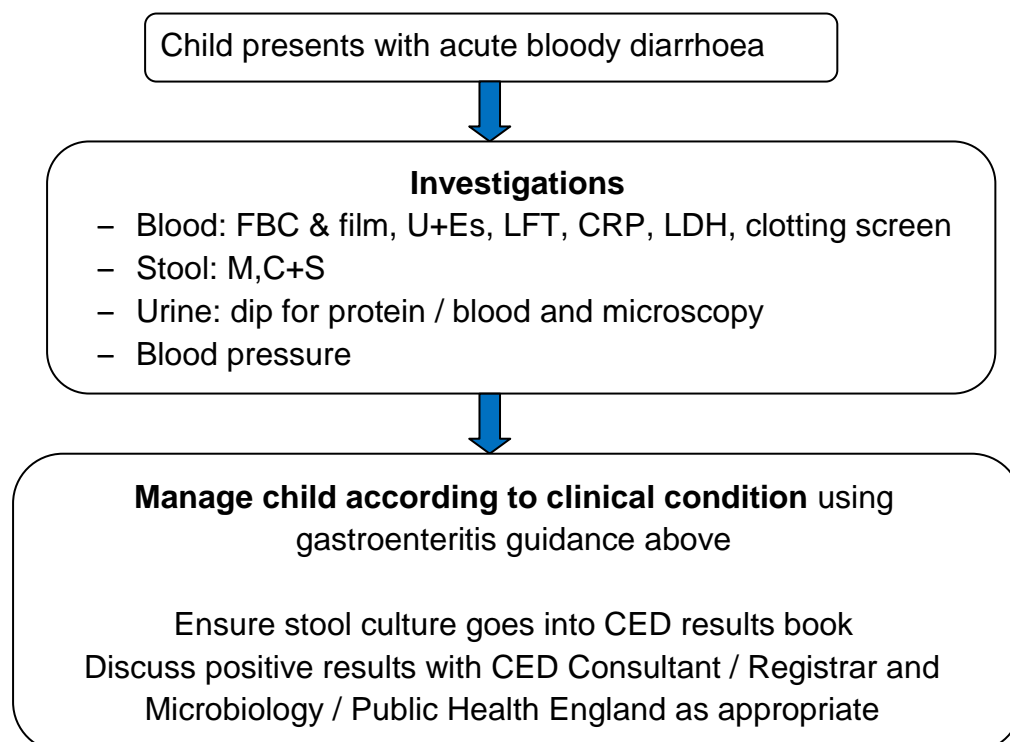 Child presents with acute bloody diarrhoea
Investigations
– Blood: FBC & film, U+Es, LFT, CRP, LDH, clotting screen
– Stool: M,C+S
– Urine: dip for protein / blood and microscopy
– Blood pressure
Manage child according to clinical condition using
gastroenteritis guidance above
Ensure stool culture goes into CED results book
Discuss positive results with CED Consultant / Registrar and
Microbiology / Public Health England as appropriate